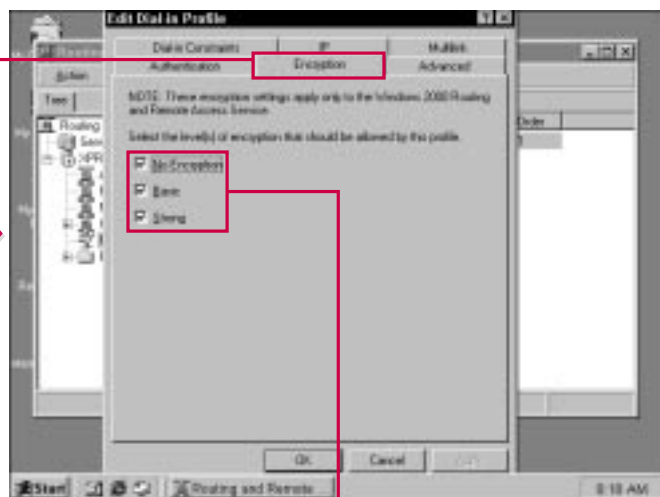 Edit Dial-in Profile
Dial-in Constraints IP Multilink
Authentication Encryption Advanced
Action
Tree
Order
NOTE: These encryption settings apply only to the Windows 2000 Routing
and Remote Access Service.
Select the level(s) of encryption that should be allowed by this profile.
Routing
No Encryption
Basic
Strong
OK Cancel
Start Routing and Remote 8:18 AM